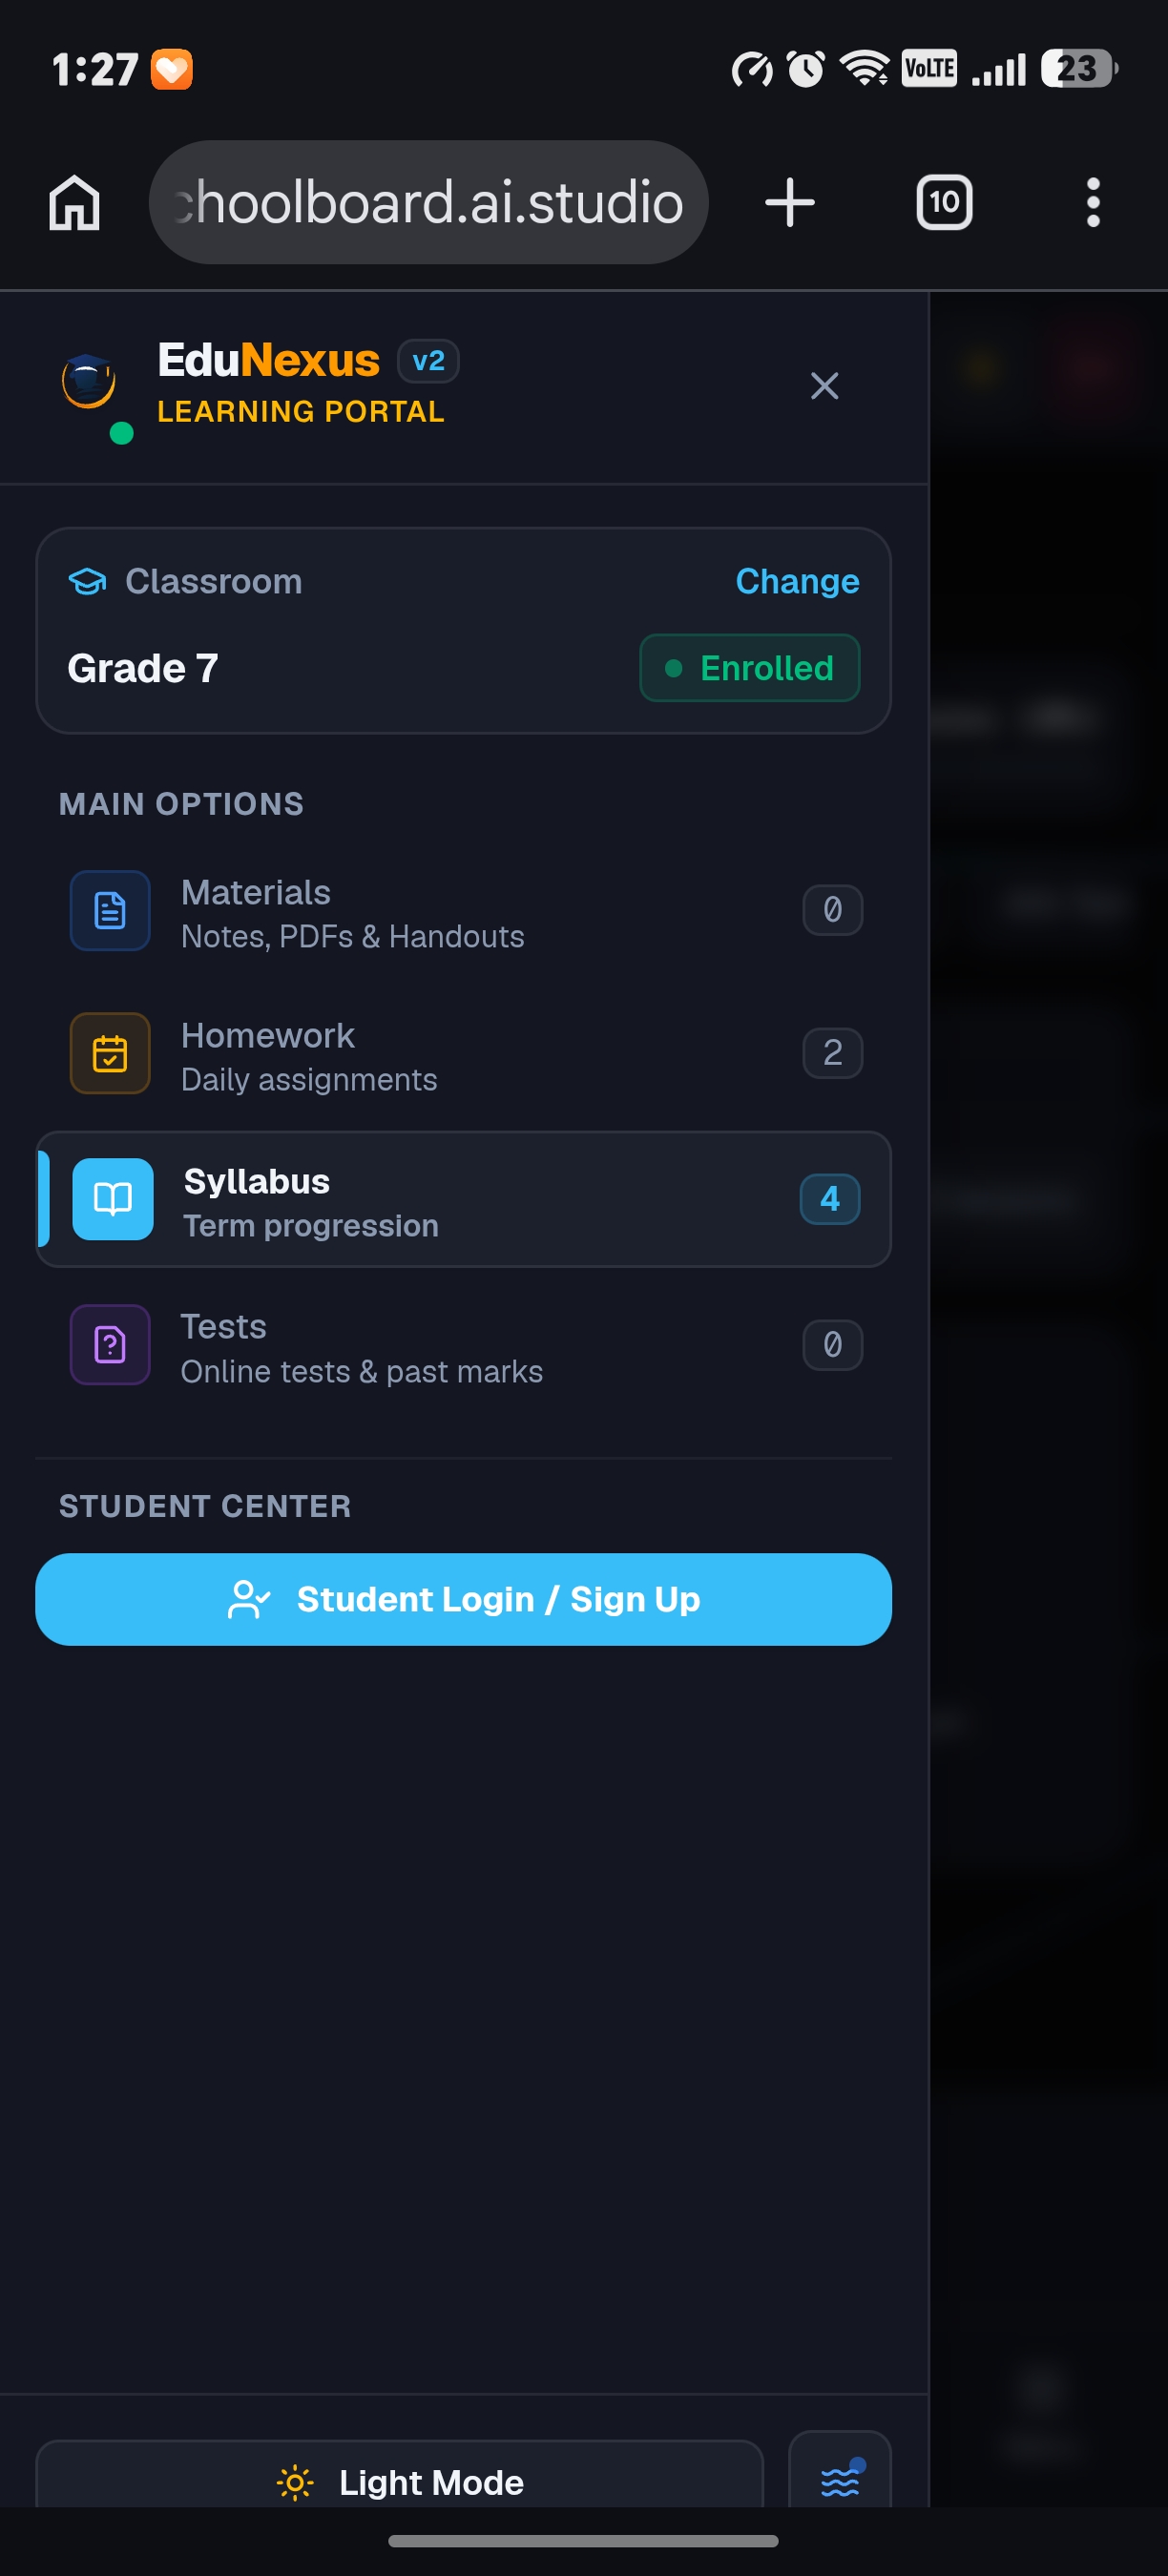 1:27
VoLTE
23
choolboard.ai.studio
10
EduNexus v2
LEARNING PORTAL
Classroom
Change
Grade 7
Enrolled
MAIN OPTIONS
Materials
Notes, PDFs & Handouts
0
Homework
Daily assignments
2
Syllabus
Term progression
4
Tests
Online tests & past marks
0
STUDENT CENTER
Student Login / Sign Up
Light Mode